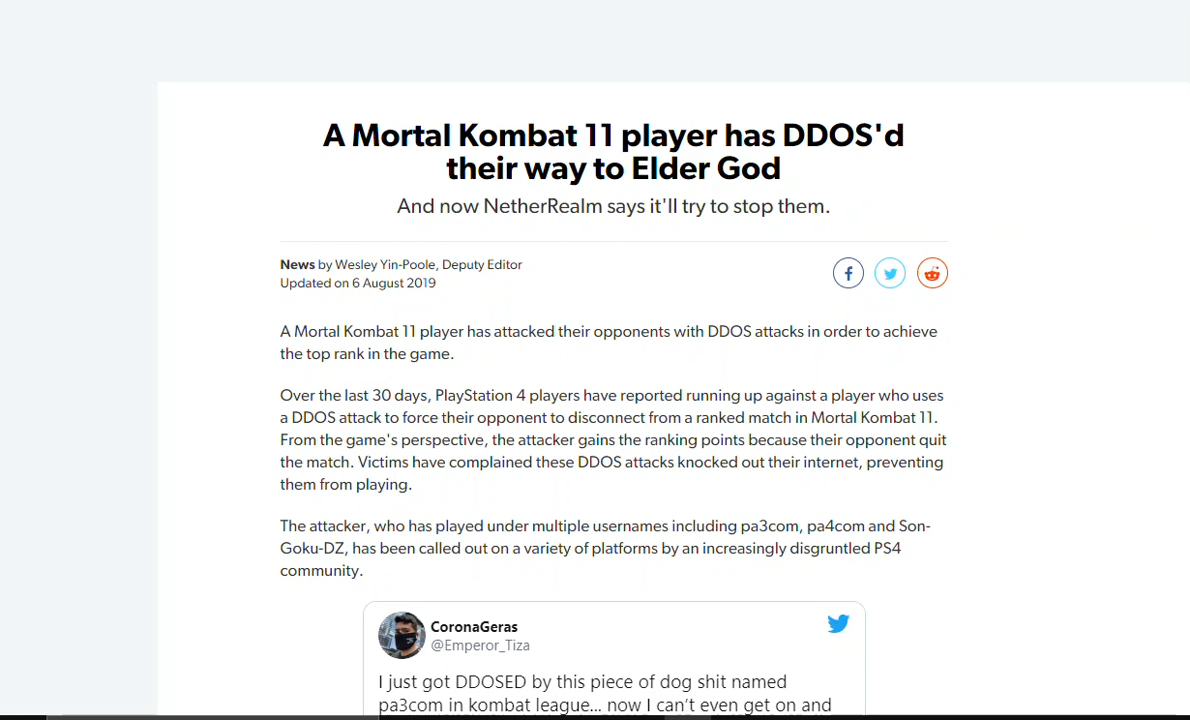 A Mortal Kombat 11 player has DDOS'd
their way to Elder God
And now NetherRealm says it'll try to stop them.
News by Wesley Yin-Poole, Deputy Editor
Updated on 6 August 2019
A Mortal Kombat 11 player has attacked their opponents with DDOS attacks in order to achieve
the top rank in the game.
Over the last 30 days, PlayStation 4 players have reported running up against a player who uses
a DDOS attack to force their opponent to disconnect from a ranked match in Mortal Kombat 11.
From the game's perspective, the attacker gains the ranking points because their opponent quit
the match. Victims have complained these DDOS attacks knocked out their internet, preventing
them from playing.
The attacker, who has played under multiple usernames including pa3com, pa4com and Son-
Goku-DZ, has been called out on a variety of platforms by an increasingly disgruntled PS4
community.
CoronaGeras
@Emperor_Tiza
I just got DDOSED by this piece of dog shit named
pa3com in kombat league... now I can't even get on and